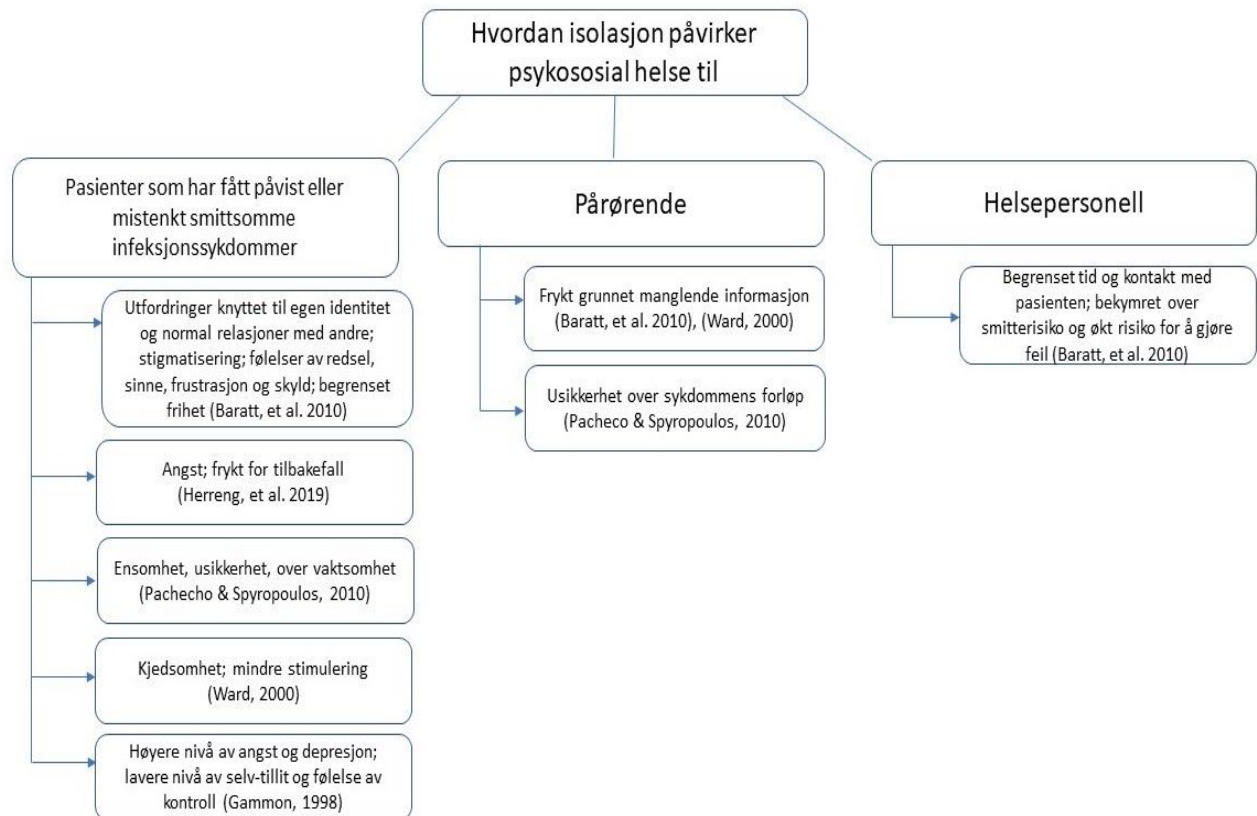 Hvordan isolasjon påvirker
psykososial helse til
Pasienter som har fått påvist eller
mistenkt smittsomme
infeksjonssykdommer
Utfordringer knyttet til egen identitet
og normal relasjoner med andre;
stigmatisering; følelser av redsel,
sinne, frustrasjon og skyld; begrenset
frihet (Baratt, et al. 2010)
Angst; frykt for tilbakefall
(Herreng, et al. 2019)
Ensomhet, usikkerhet, over vaktsomhet
(Pachecho & Spyropoulos, 2010)
Kjedsomhet; mindre stimulering
(Ward, 2000)
Høyere nivå av angst og depresjon;
lavere nivå av selv-tillit og følelse av
kontroll (Gammon, 1998)
Pårørende
Frykt grunnet manglende informasjon
(Baratt, et al. 2010), (Ward, 2000)
Usikkerhet over sykdommens forløp
(Pacheco & Spyropoulos, 2010)
Helsepersonell
Begrenset tid og kontakt med
pasienten; bekymret over
smitterisiko og økt risiko for å gjøre
feil (Baratt, et al. 2010)